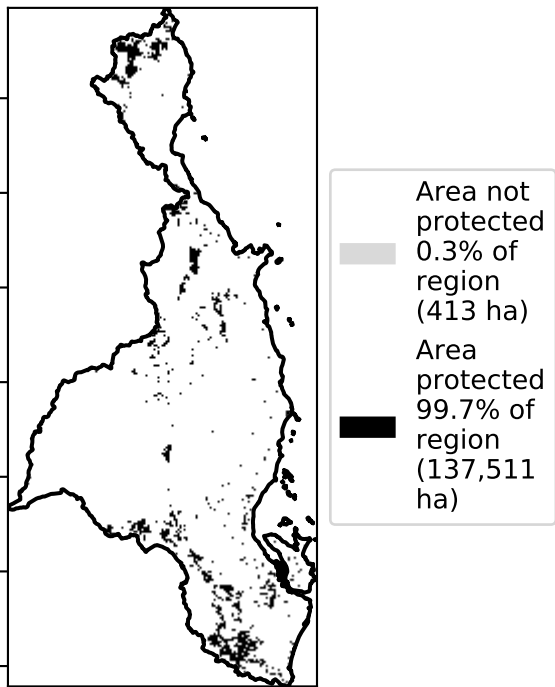 Area not
protected
0.3% of
region
(413 ha)
Area
protected
99.7% of
region
(137,511
ha)